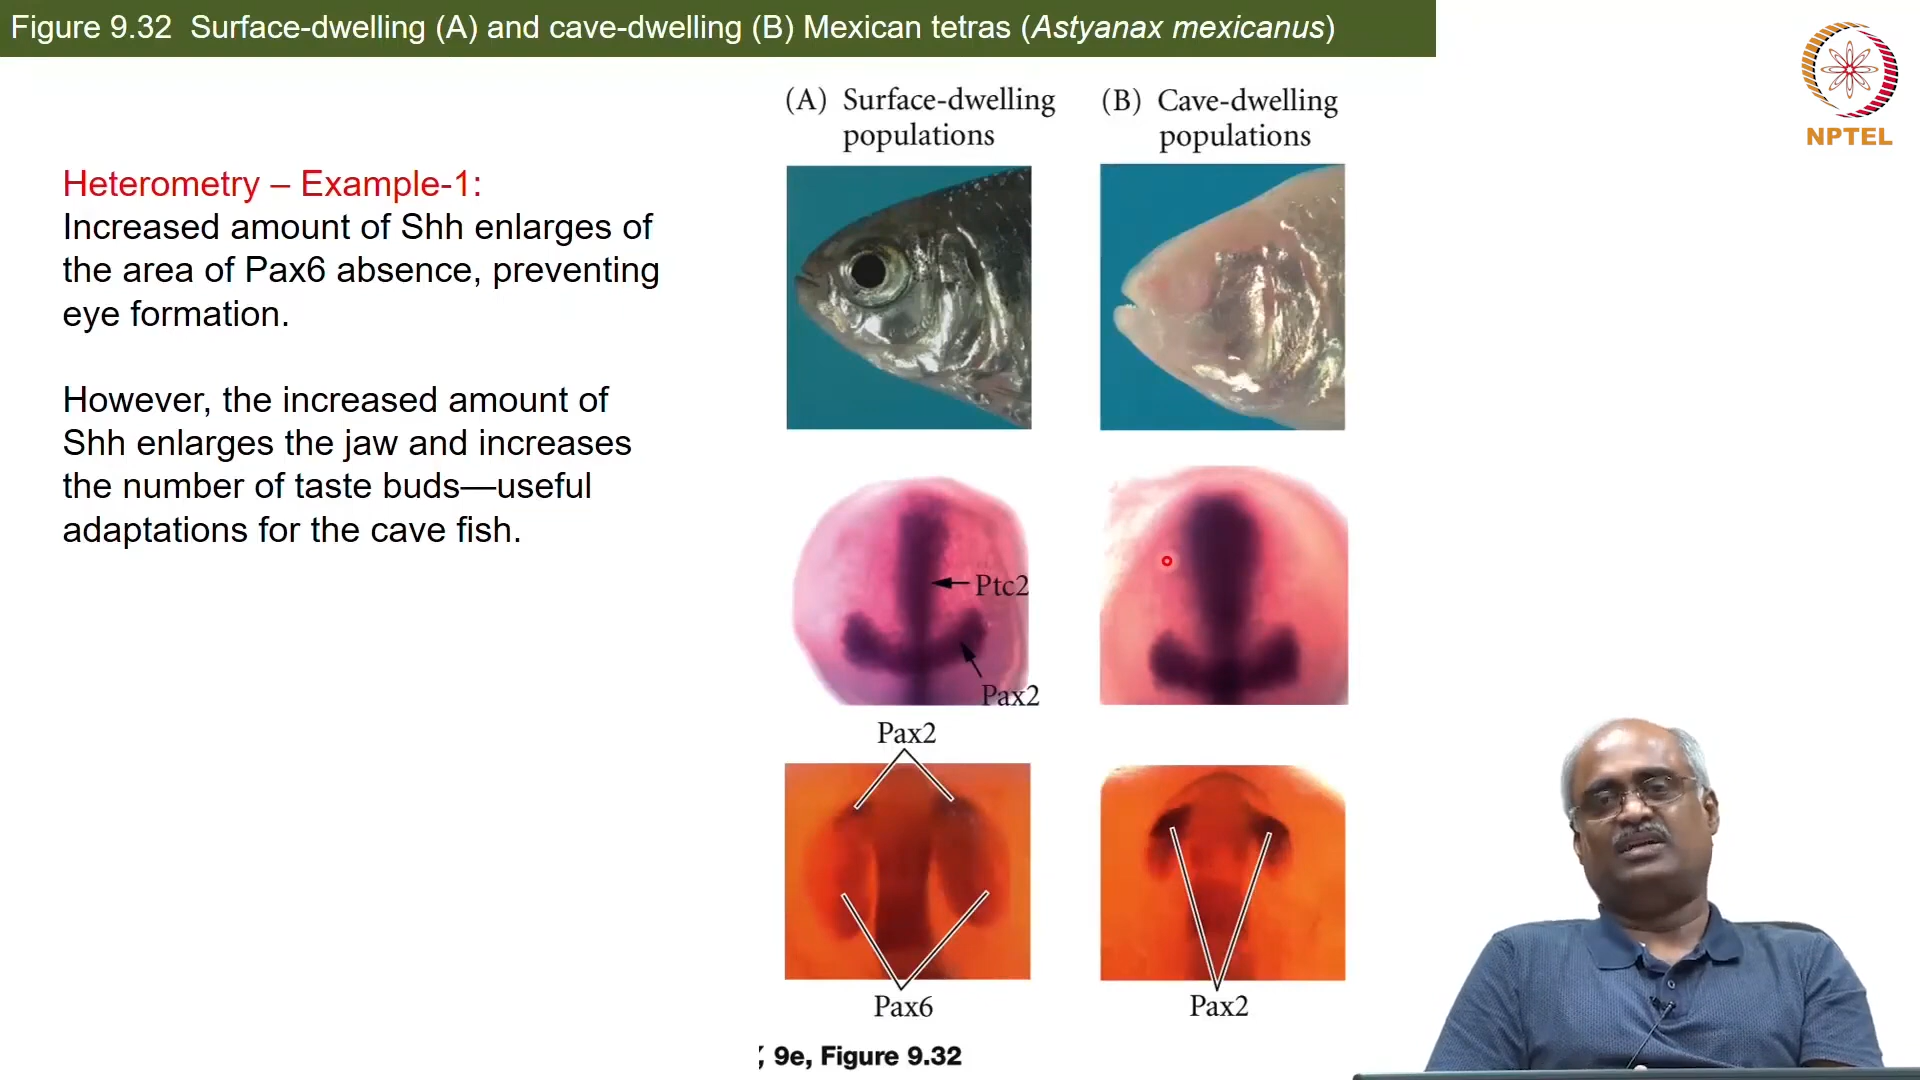 Figure 9.32 Surface-dwelling (A) and cave-dwelling (B) Mexican tetras (Astyanax mexicanus)
NPTEL
Heterometry – Example-1:
Increased amount of Shh enlarges of
the area of Pax6 absence, preventing
eye formation.
However, the increased amount of
Shh enlarges the jaw and increases
the number of taste buds—useful
adaptations for the cave fish.
(A) Surface-dwelling
populations
(B) Cave-dwelling
populations
Ptc2
Pax2
Pax2
Pax6
Pax2
9e, Figure 9.32